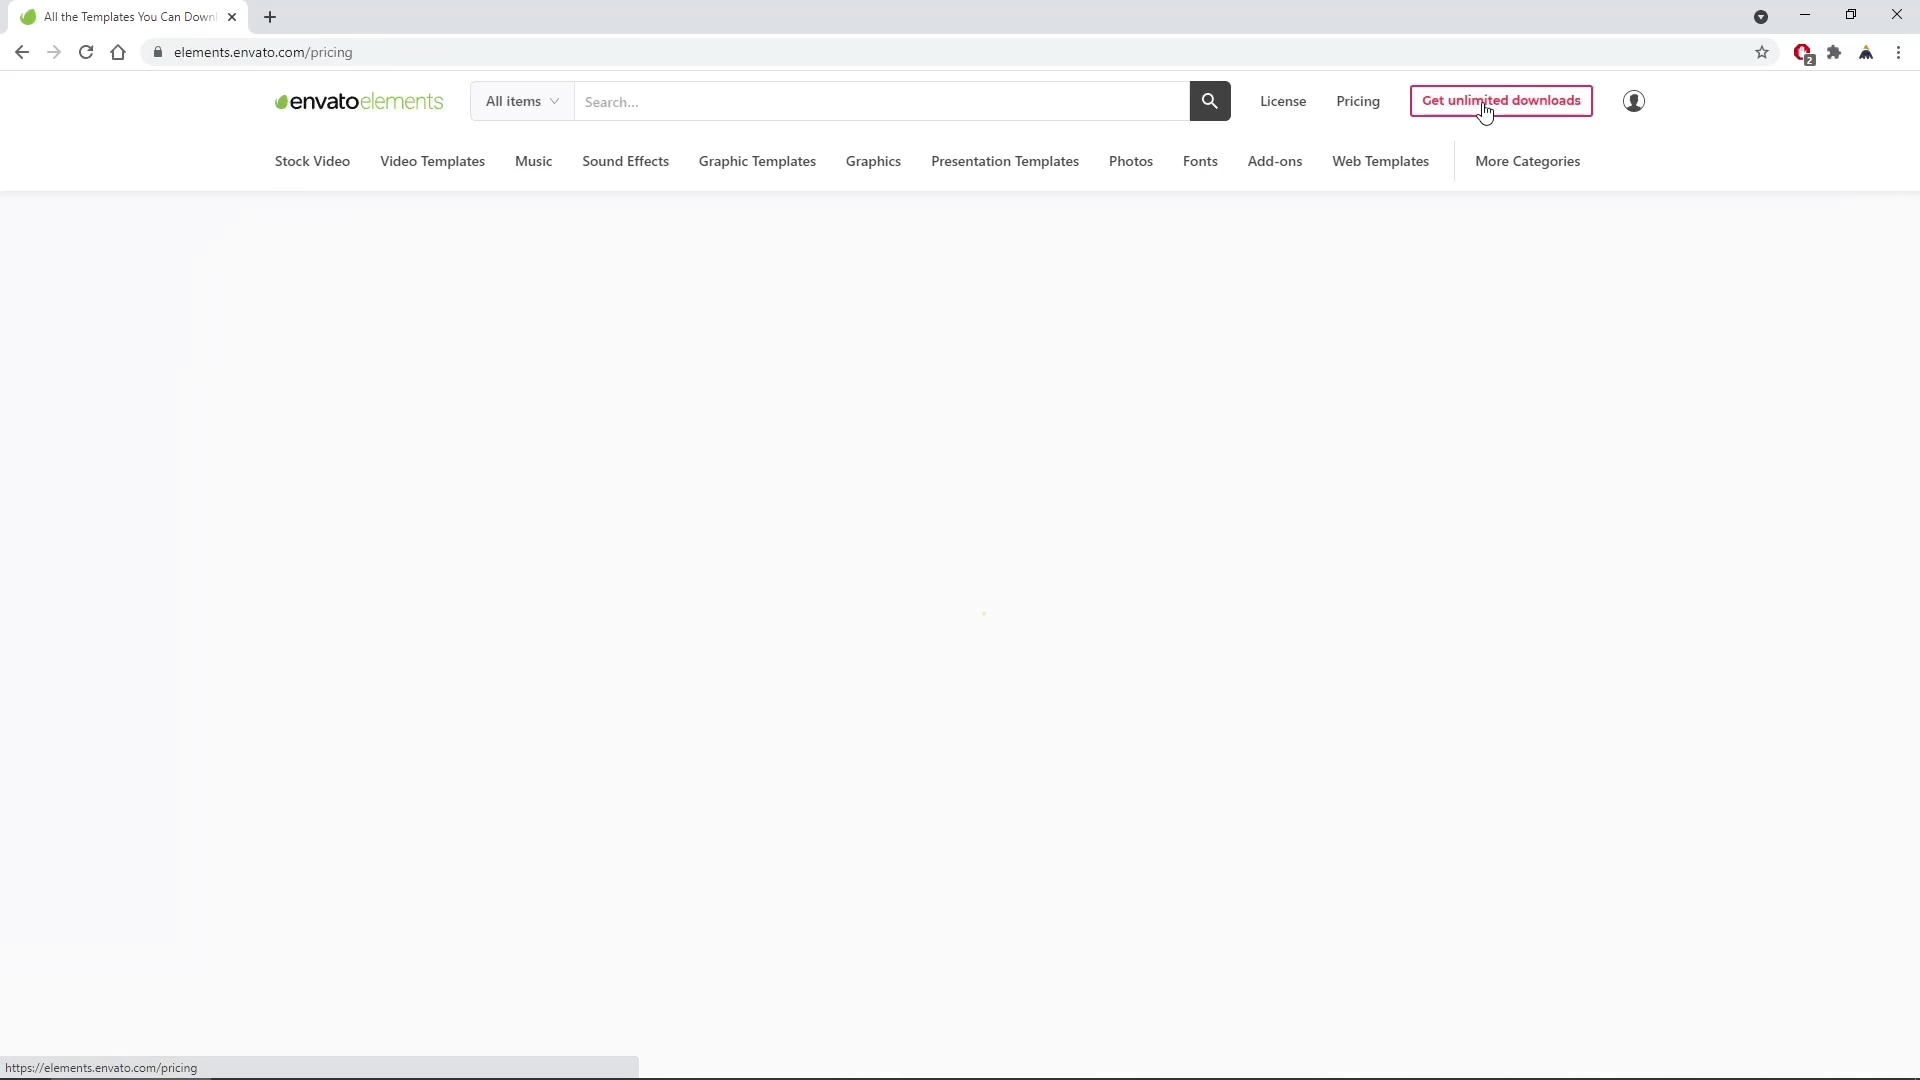 All the Templates You Can Downl
elements.envato.com/pricing
2
envatoelements
All items
Search...
License
Pricing
Get unlimited downloads
Stock Video
Video Templates
Music
Sound Effects
Graphic Templates
Graphics
Presentation Templates
Photos
Fonts
Add-ons
Web Templates
More Categories
https://elements.envato.com/pricing